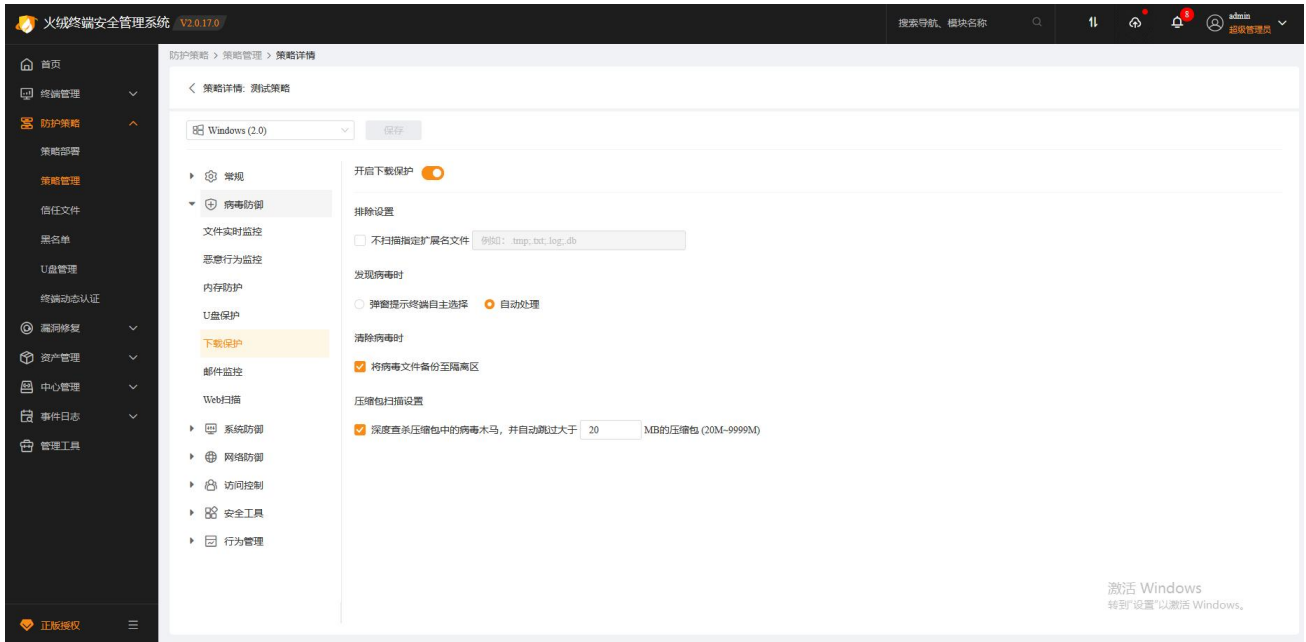 火绒终端安全管理系统 V2.0.17.0
搜索导航、模块名称
8
admin
超级管理员
首页
终端管理
防护策略
策略部署
策略管理
信任文件
黑名单
U盘管理
终端动态认证
漏洞修复
资产管理
中心管理
事件日志
管理工具
正版授权
防护策略 > 策略管理 > 策略详情
策略详情: 测试策略
Windows (2.0)
保存
常规
病毒防御
文件实时监控
恶意行为监控
内存防护
U盘保护
下载保护
邮件监控
Web扫描
系统防御
网络防御
访问控制
安全工具
行为管理
开启下载保护
排除设置
不扫描指定扩展名文件 例如: tmp; txt; log;.db
发现病毒时
弹窗提示终端自主选择 自动处理
清除病毒时
将病毒文件备份至隔离区
压缩包扫描设置
深度查杀压缩包中的病毒木马，并自动跳过大于 20 MB的压缩包 (20M~9999M)
激活 Windows
转到"设置"以激活 Windows。